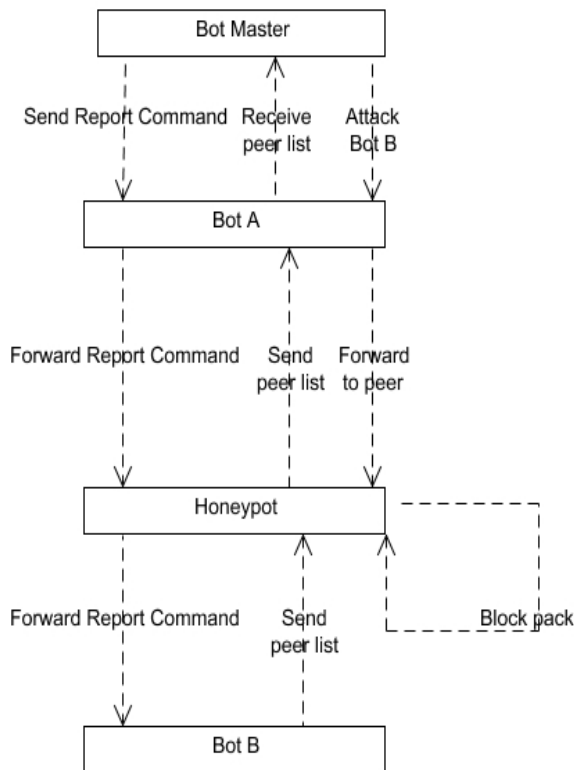 Bot Master
Send Report Command
Receive
peer list
Attack
Bot B
Bot A
Forward Report Command
Send
peer list
Forward
to peer
Honeypot
Forward Report Command
Send
peer list
Block pack
Bot B